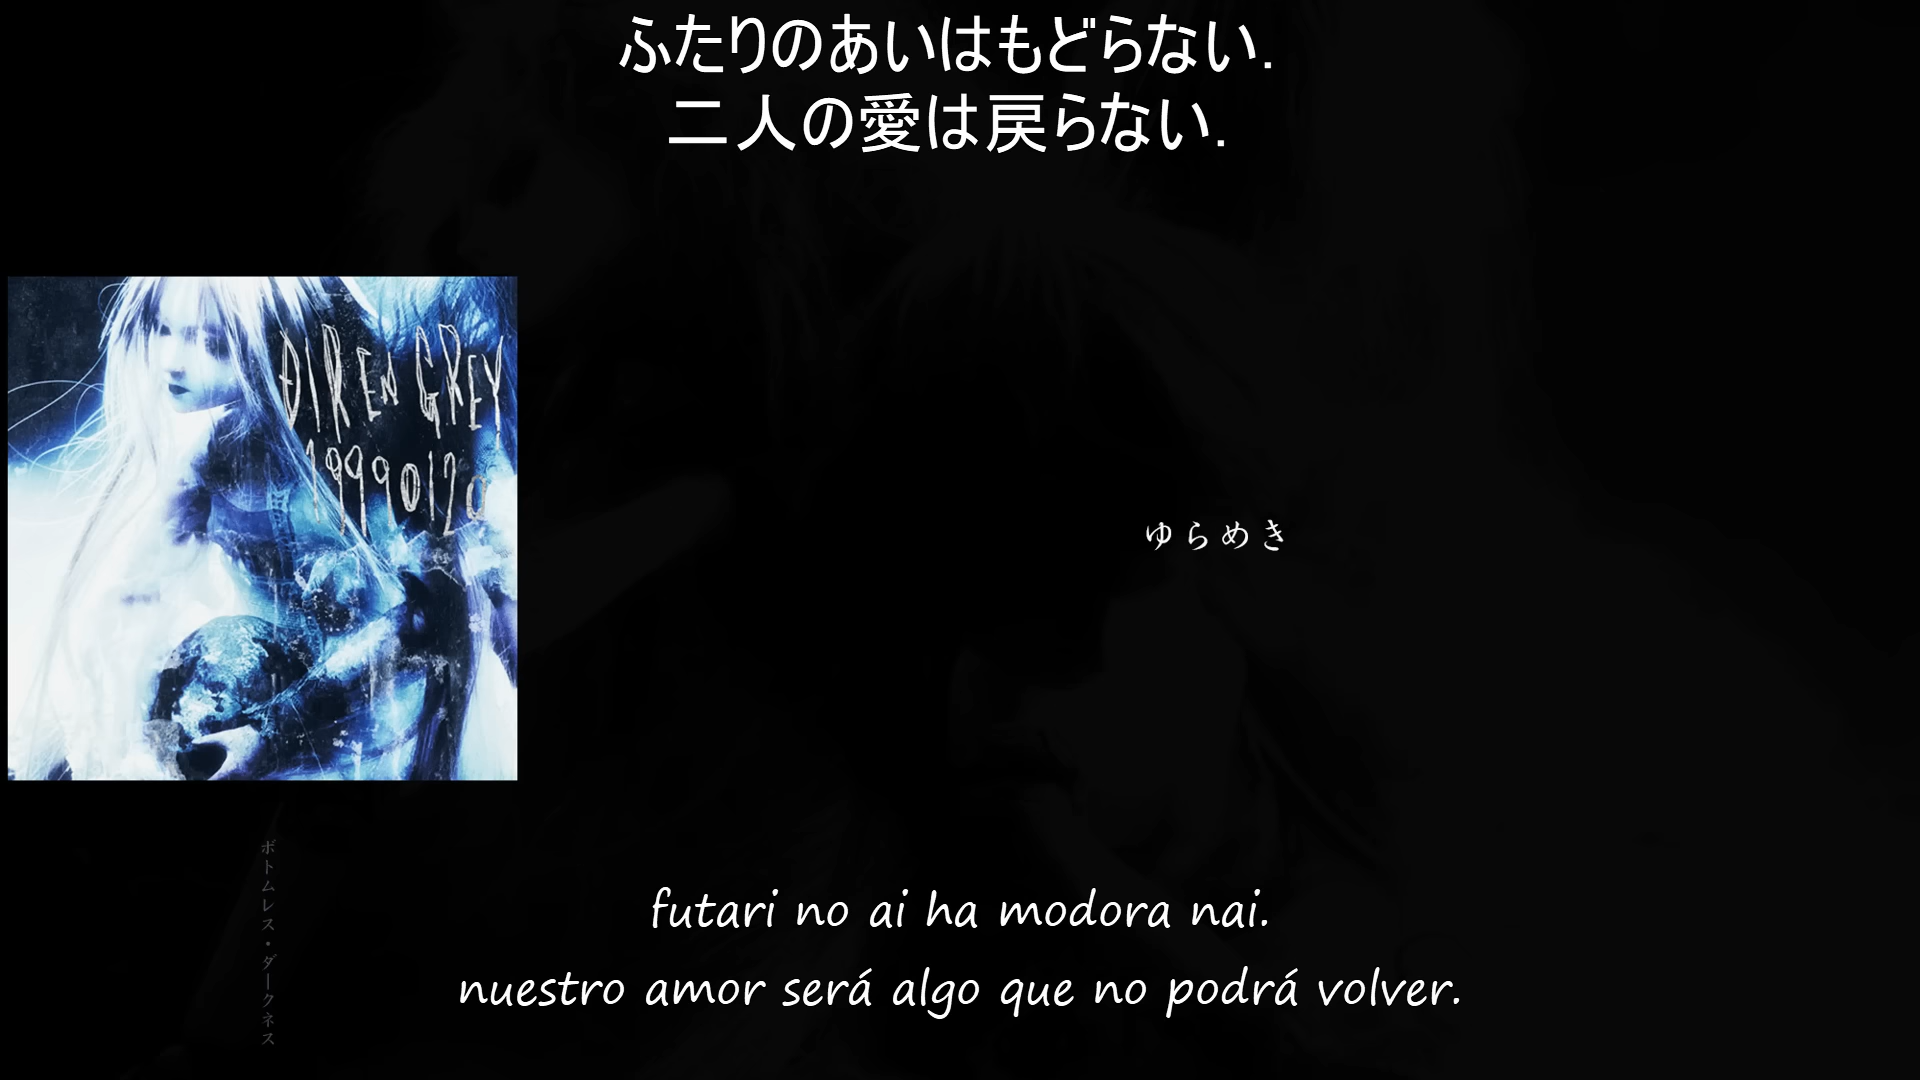 ふたりのあいはもどらない.
二人の愛は戻らない.
DIR EN GREY
19990120
ゆらめき
ボトムレス・ダークネス
futari no ai ha modora nai.
nuestro amor será algo que no podrá volver.